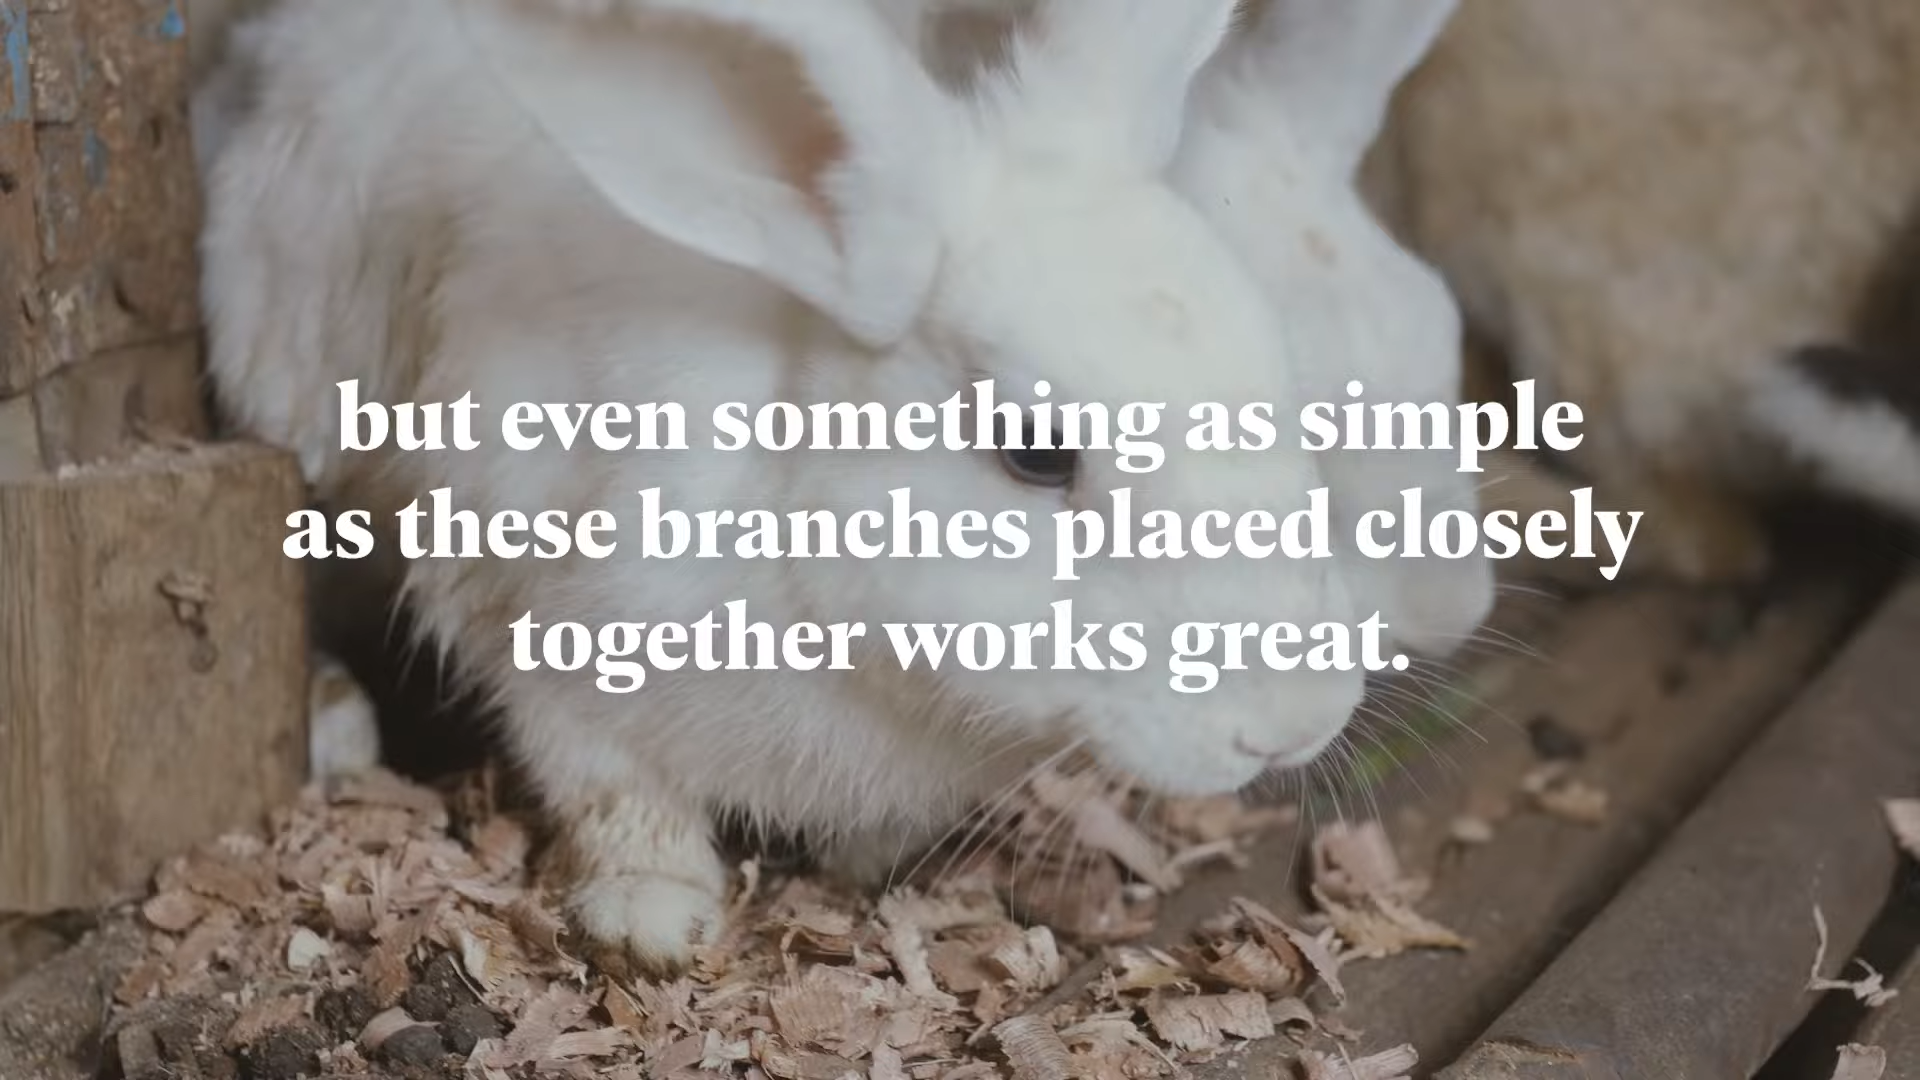 but even something as simple
as these branches placed closely
together works great.